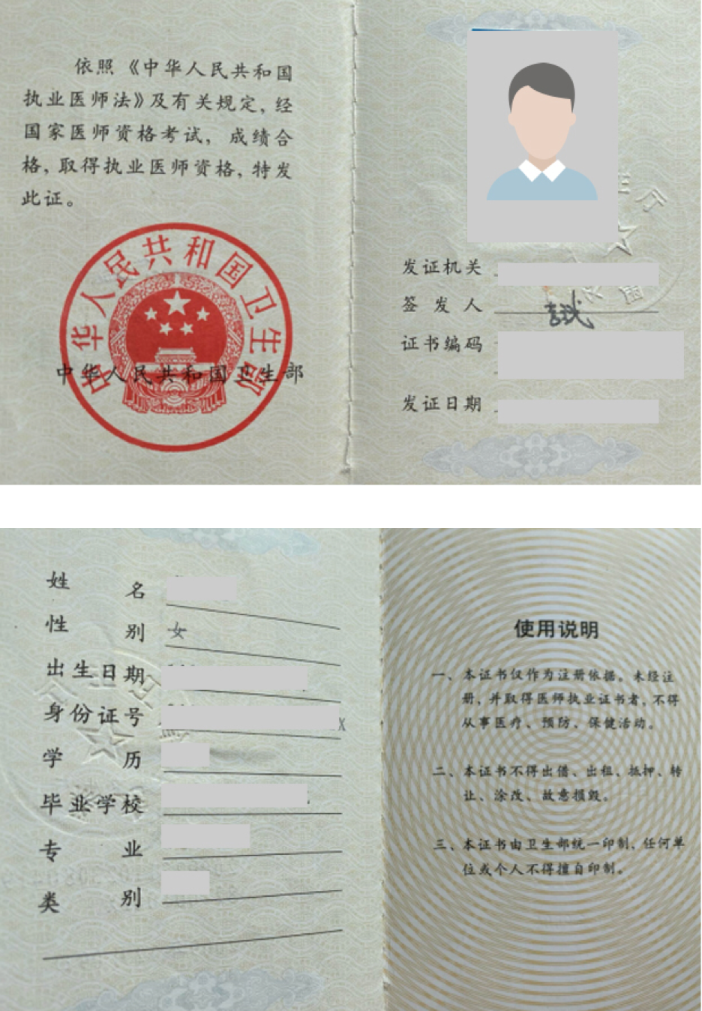 依照《中华人民共和国
执业医师法》及有关规定，经
国家医师资格考试，成绩合
格，取得执业医师资格，特发
此证。
中华人民共和国卫生部
中华人民共和国卫生部
生厅
发证机关
签发人
证书编码
发证日期
姓名
性别 女
出生日期
身份证号 X
学历
毕业学校
专业
类别
使用说明
一、本证书仅作为注册依据。未经注
册，并取得医师执业证书者，不得
从事医疗、预防、保健活动。
二、本证书不得出借、出租、抵押、转
让、涂改、故意损毁。
三、本证书由卫生部统一印制，任何单
位或个人不得擅自印制。